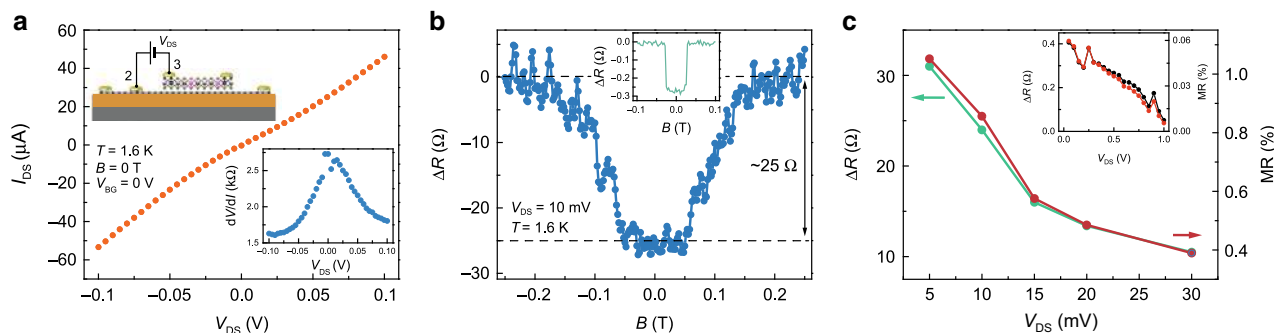 a
60
40
20
0
−20
−40
−60
I_DS (µA)
V_DS
2
3
T = 1.6 K
B = 0 T
V_BG = 0 V
2.5
2.0
1.5
dV/dI (kΩ)
−0.10 −0.05 0.00 0.05 0.10
V_DS (V)
−0.1 −0.05 0.0 0.05 0.1
V_DS (V)
b
5
0
−10
−20
−30
ΔR (Ω)
0.0
−0.1
−0.2
−0.3
ΔR (Ω)
−0.1 0.0 0.1
B (T)
~25 Ω
V_DS = 10 mV
T = 1.6 K
−0.2 −0.1 0.0 0.1 0.2
B (T)
c
30
20
10
ΔR (Ω)
0.4
0.2
0.0
ΔR (Ω)
0.06
0.03
0.00
MR (%)
0.0 0.5 1.0
V_DS (V)
1.0
0.8
0.6
0.4
MR (%)
5 10 15 20 25 30
V_DS (mV)